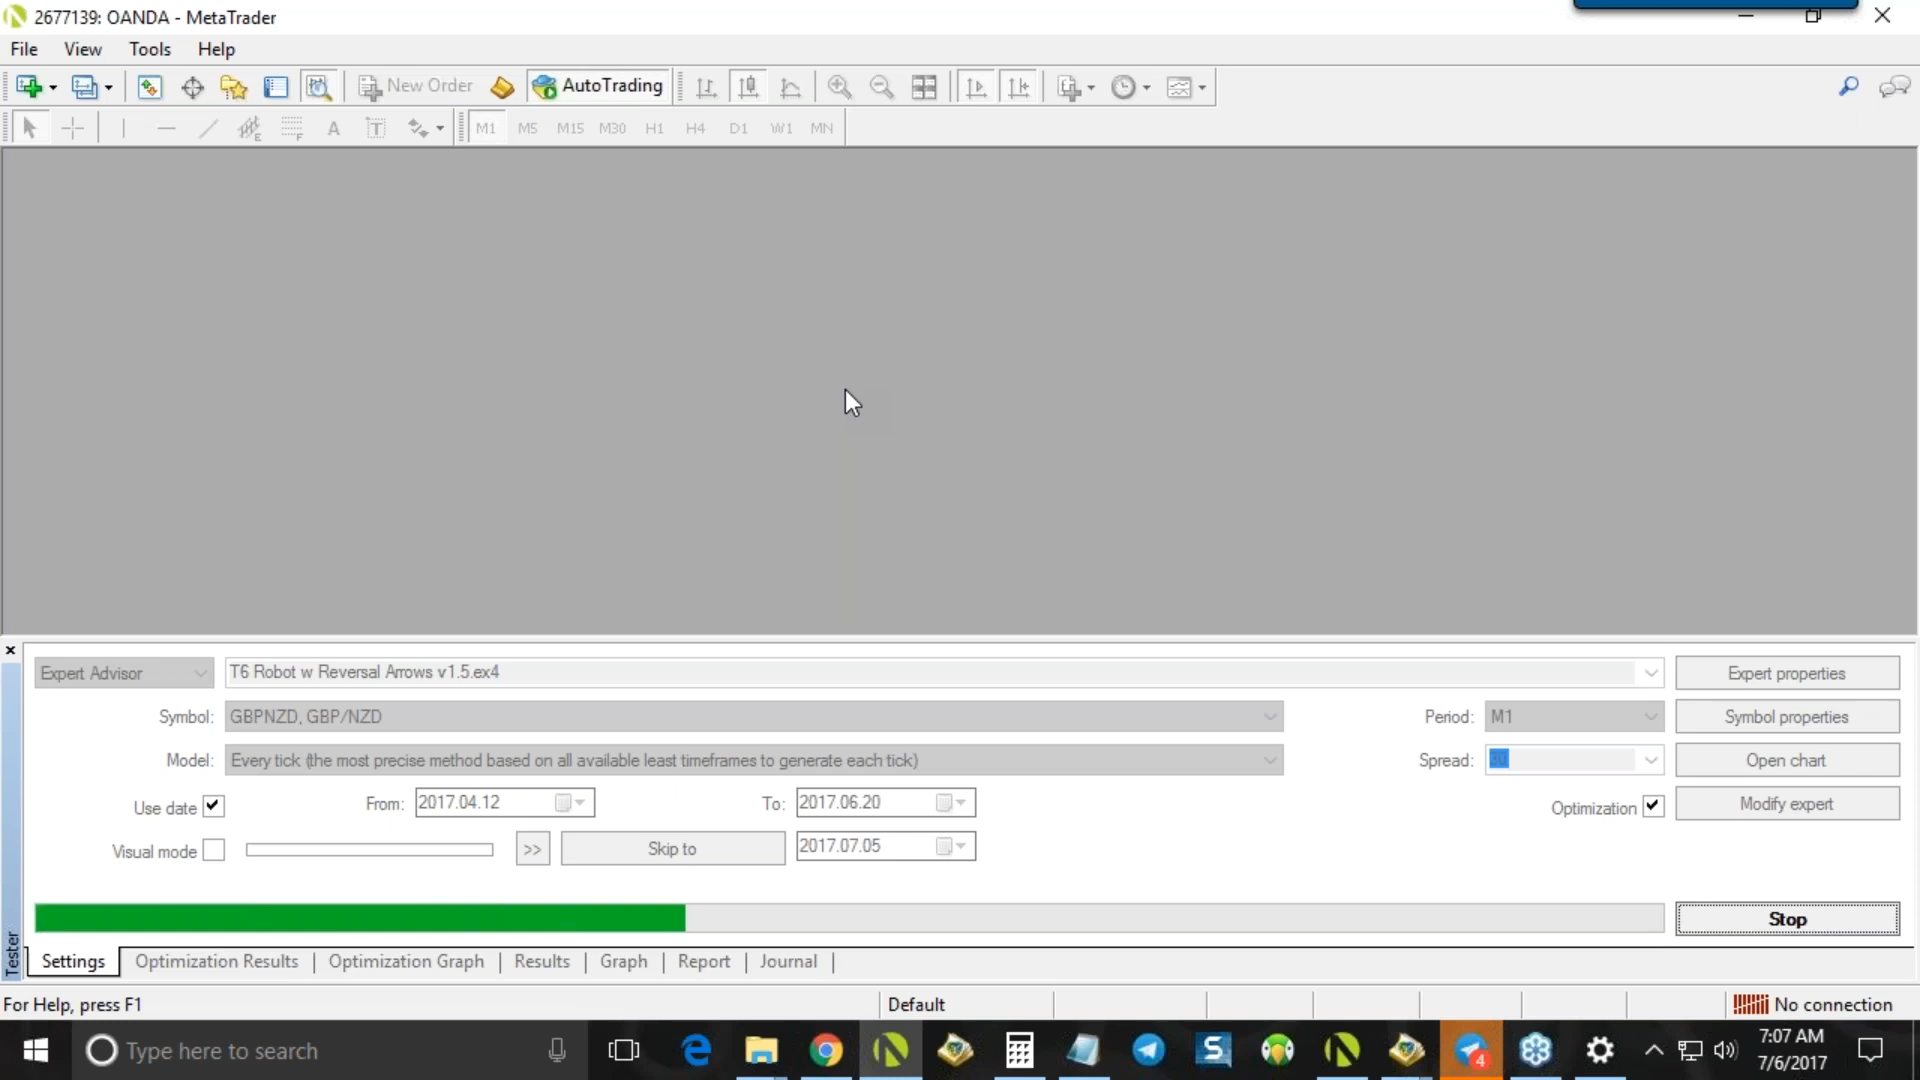 2677139: OANDA - MetaTrader
File View Tools Help
New Order AutoTrading
A T E F M1 M5 M15 M30 H1 H4 D1 W1 MN
Expert Advisor T6 Robot w Reversal Arrows v1.5.ex4 Expert properties
Symbol: GBPNZD, GBP/NZD Period: M1 Symbol properties
Model: Every tick (the most precise method based on all available least timeframes to generate each tick) Spread: 30 Open chart
Use date From: 2017.04.12 To: 2017.06.20 Optimization Modify expert
Visual mode >> Skip to 2017.07.05
Stop
Tester
Settings Optimization Results Optimization Graph Results Graph Report Journal
For Help, press F1 Default No connection
Type here to search 4 7:07 AM
7/6/2017